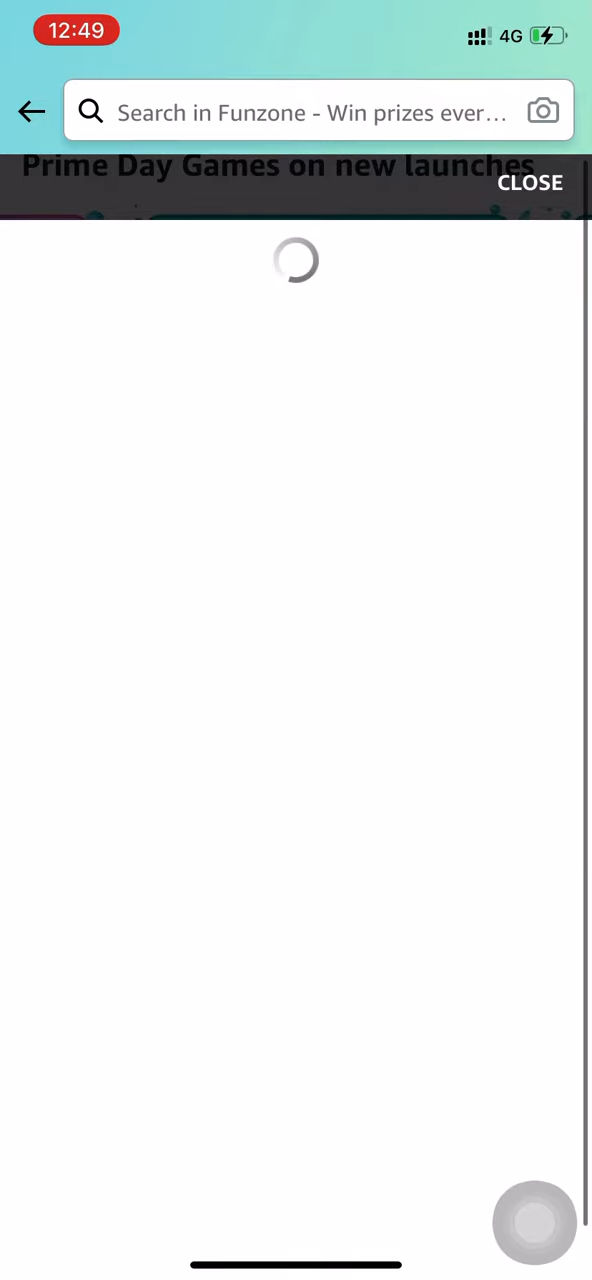 12:49
4G
Search in Funzone - Win prizes ever...
Prime Day Games on new launches
CLOSE